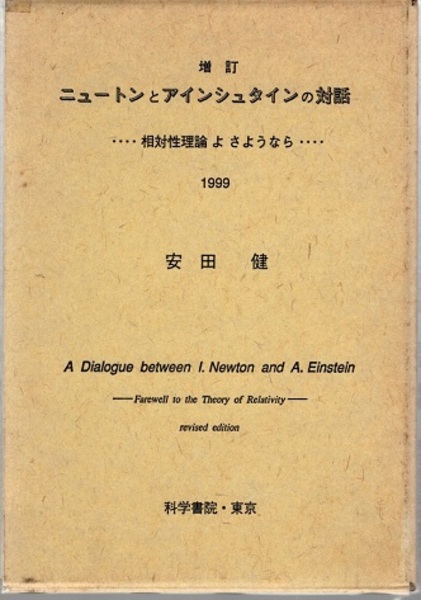 増 訂
ニュートンとアインシュタインの対話
････ 相対性理論 よ さようなら ････
1999
安 田 健
A Dialogue between I. Newton and A. Einstein
——Farewell to the Theory of Relativity——
revised edition
科学書院・東京